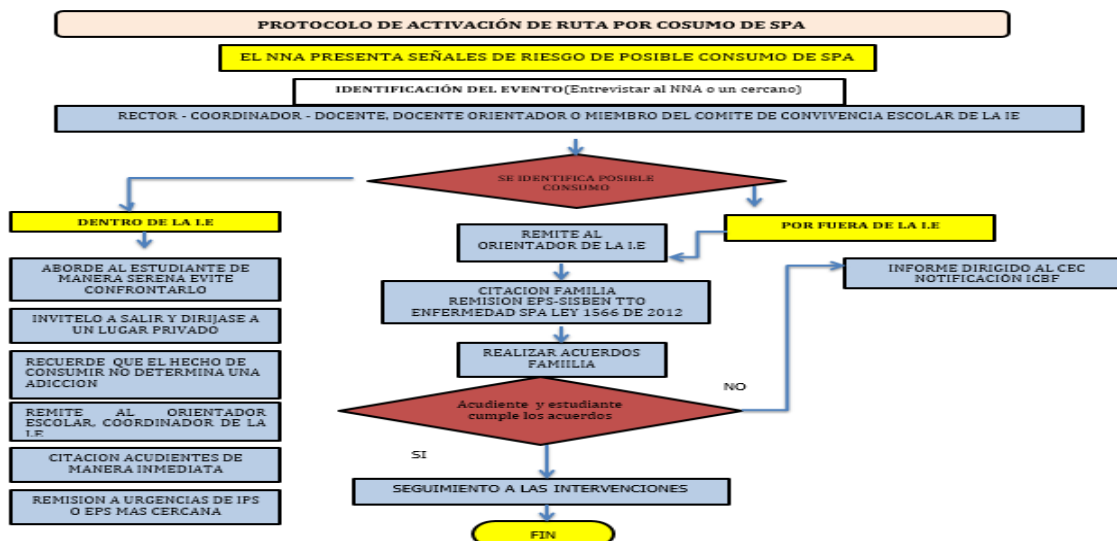 PROTOCOLO DE ACTIVACIÓN DE RUTA POR COSUMO DE SPA
EL NNA PRESENTA SEÑALES DE RIESGO DE POSIBLE CONSUMO DE SPA
IDENTIFICACIÓN DEL EVENTO(Entrevistar al NNA o un cercano)
RECTOR - COORDINADOR - DOCENTE, DOCENTE ORIENTADOR O MIEMBRO DEL COMITE DE CONVIVENCIA ESCOLAR DE LA IE
SE IDENTIFICA POSIBLE
CONSUMO
DENTRO DE LA I.E
ABORDE AL ESTUDIANTE DE
MANERA SERENA EVITE
CONFRONTARLO
INVITELO A SALIR Y DIRIJASE A
UN LUGAR PRIVADO
RECUERDE QUE EL HECHO DE
CONSUMIR NO DETERMINA UNA
ADICCION
REMITE AL ORIENTADOR
ESCOLAR, COORDINADOR DE LA
I.E
CITACION ACUDIENTES DE
MANERA INMEDIATA
REMISION A URGENCIAS DE IPS
O EPS MAS CERCANA
POR FUERA DE LA I.E
REMITE AL
ORIENTADOR DE LA I.E
CITACION FAMILIA
REMISION EPS-SISBEN TTO
ENFERMEDAD SPA LEY 1566 DE 2012
REALIZAR ACUERDOS
FAMIILIA
Acudiente y estudiante
cumple los acuerdos
NO
INFORME DIRIGIDO AL CEC
NOTIFICACIÓN ICBF
SI
SEGUIMIENTO A LAS INTERVENCIONES
FIN